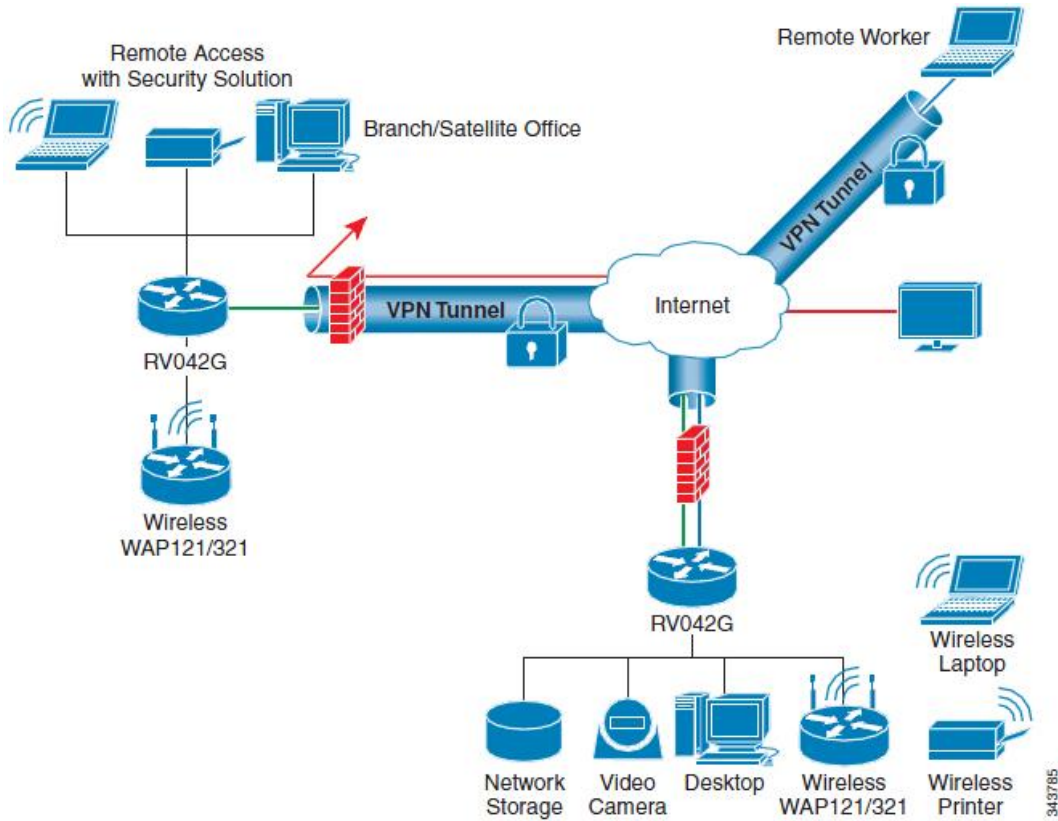 Remote Access
with Security Solution
Branch/Satellite Office
Remote Worker
VPN Tunnel
VPN Tunnel
Internet
RV042G
Wireless
WAP121/321
RV042G
Wireless
Laptop
Network
Storage
Video
Camera
Desktop
Wireless
WAP121/321
Wireless
Printer
343785